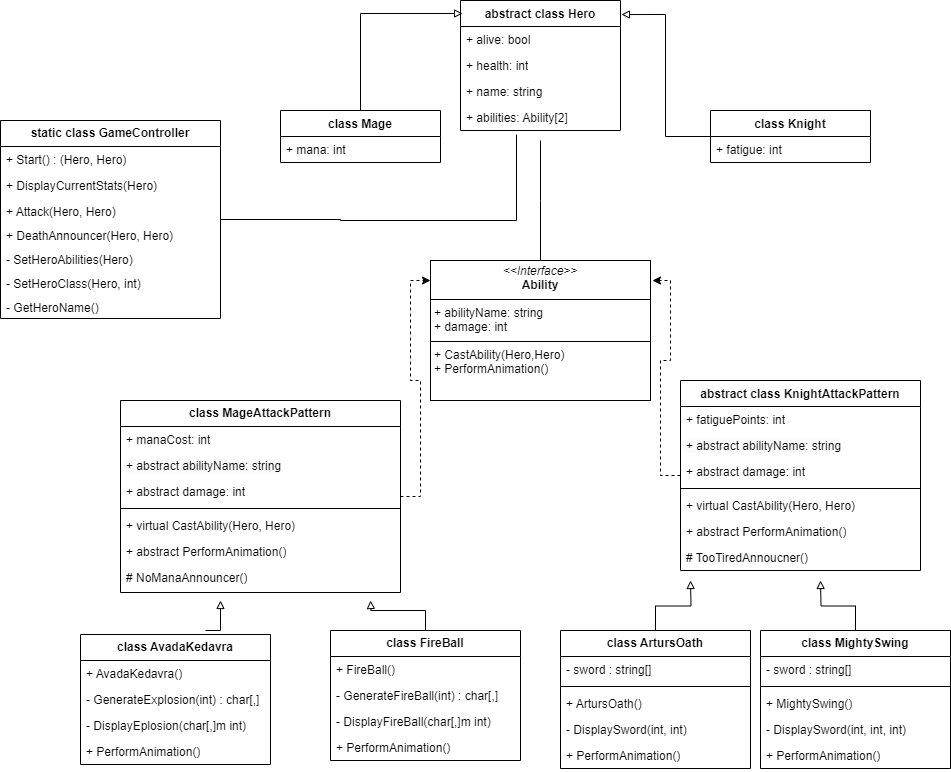 abstract class Hero
+ alive: bool
+ health: int
+ name: string
+ abilities: Ability[2]
class Mage
+ mana: int
class Knight
+ fatigue: int
static class GameController
+ Start() : (Hero, Hero)
+ DisplayCurrentStats(Hero)
+ Attack(Hero, Hero)
+ DeathAnnouncer(Hero, Hero)
- SetHeroAbilities(Hero)
- SetHeroClass(Hero, int)
- GetHeroName()
<<Interface>>
Ability
+ abilityName: string
+ damage: int
+ CastAbility(Hero,Hero)
+ PerformAnimation()
class MageAttackPattern
+ manaCost: int
+ abstract abilityName: string
+ abstract damage: int
+ virtual CastAbility(Hero, Hero)
+ abstract PerformAnimation()
# NoManaAnnouncer()
abstract class KnightAttackPattern
+ fatiguePoints: int
+ abstract abilityName: string
+ abstract damage: int
+ virtual CastAbility(Hero, Hero)
+ abstract PerformAnimation()
# TooTiredAnnoucner()
class AvadaKedavra
+ AvadaKedavra()
- GenerateExplosion(int) : char[,]
- DisplayEplosion(char[,]m int)
+ PerformAnimation()
class FireBall
+ FireBall()
- GenerateFireBall(int) : char[,]
- DisplayFireBall(char[,]m int)
+ PerformAnimation()
class ArtursOath
- sword : string[]
+ ArtursOath()
- DisplaySword(int, int)
+ PerformAnimation()
class MightySwing
- sword : string[]
+ MightySwing()
- DisplaySword(int, int, int)
+ PerformAnimation()